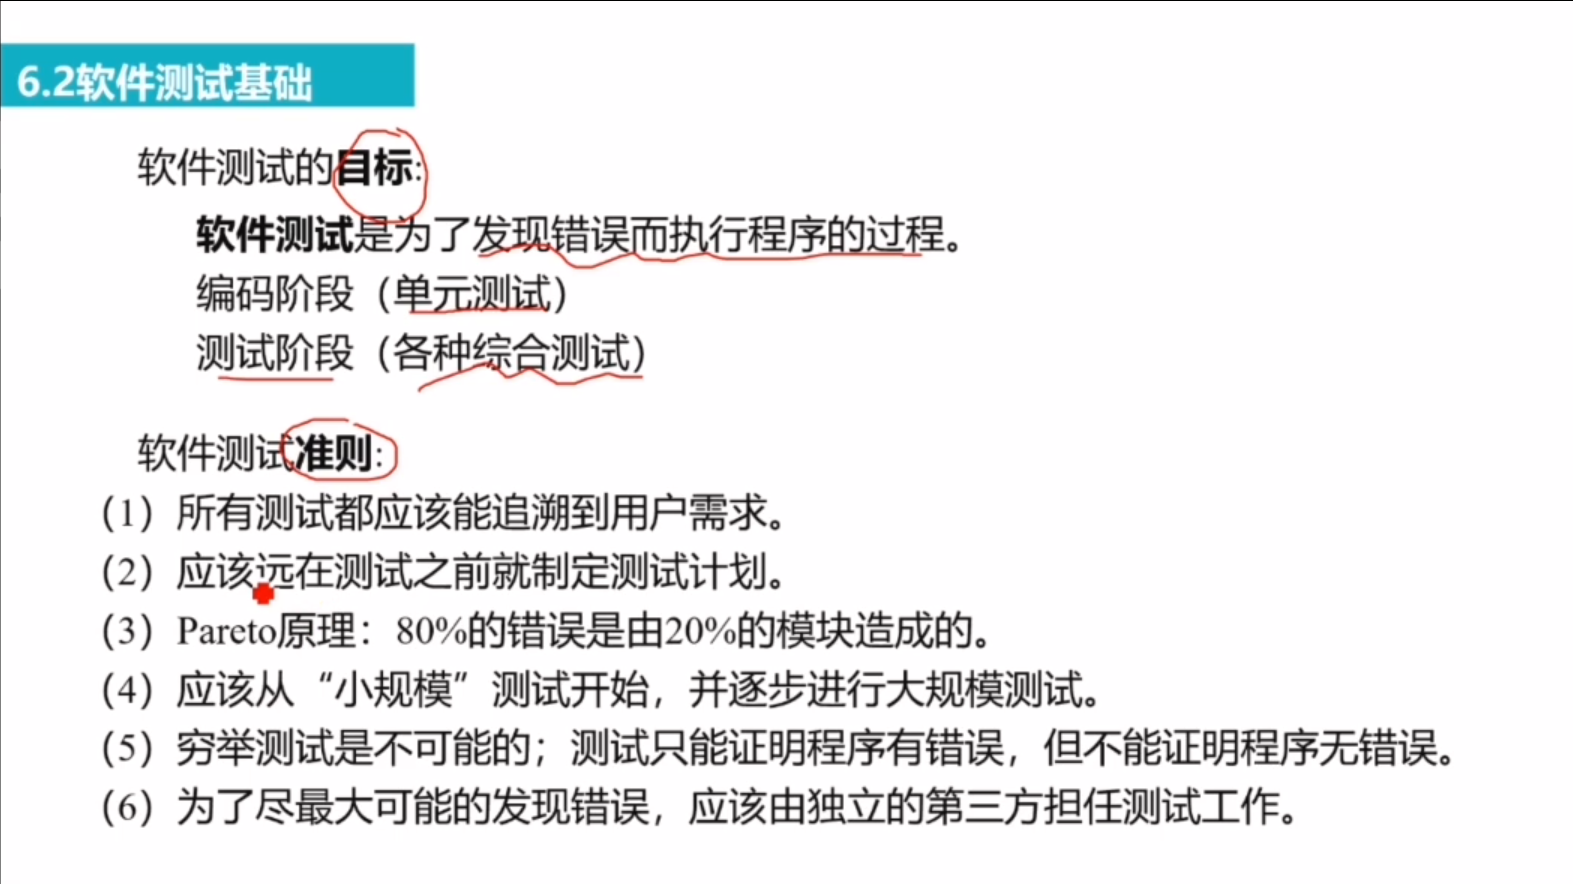 6.2软件测试基础
软件测试的目标:
软件测试是为了发现错误而执行程序的过程。
编码阶段（单元测试）
测试阶段（各种综合测试）
软件测试准则:
（1）所有测试都应该能追溯到用户需求。
（2）应该远在测试之前就制定测试计划。
（3）Pareto原理：80%的错误是由20%的模块造成的。
（4）应该从“小规模”测试开始，并逐步进行大规模测试。
（5）穷举测试是不可能的；测试只能证明程序有错误，但不能证明程序无错误。
（6）为了尽最大可能的发现错误，应该由独立的第三方担任测试工作。